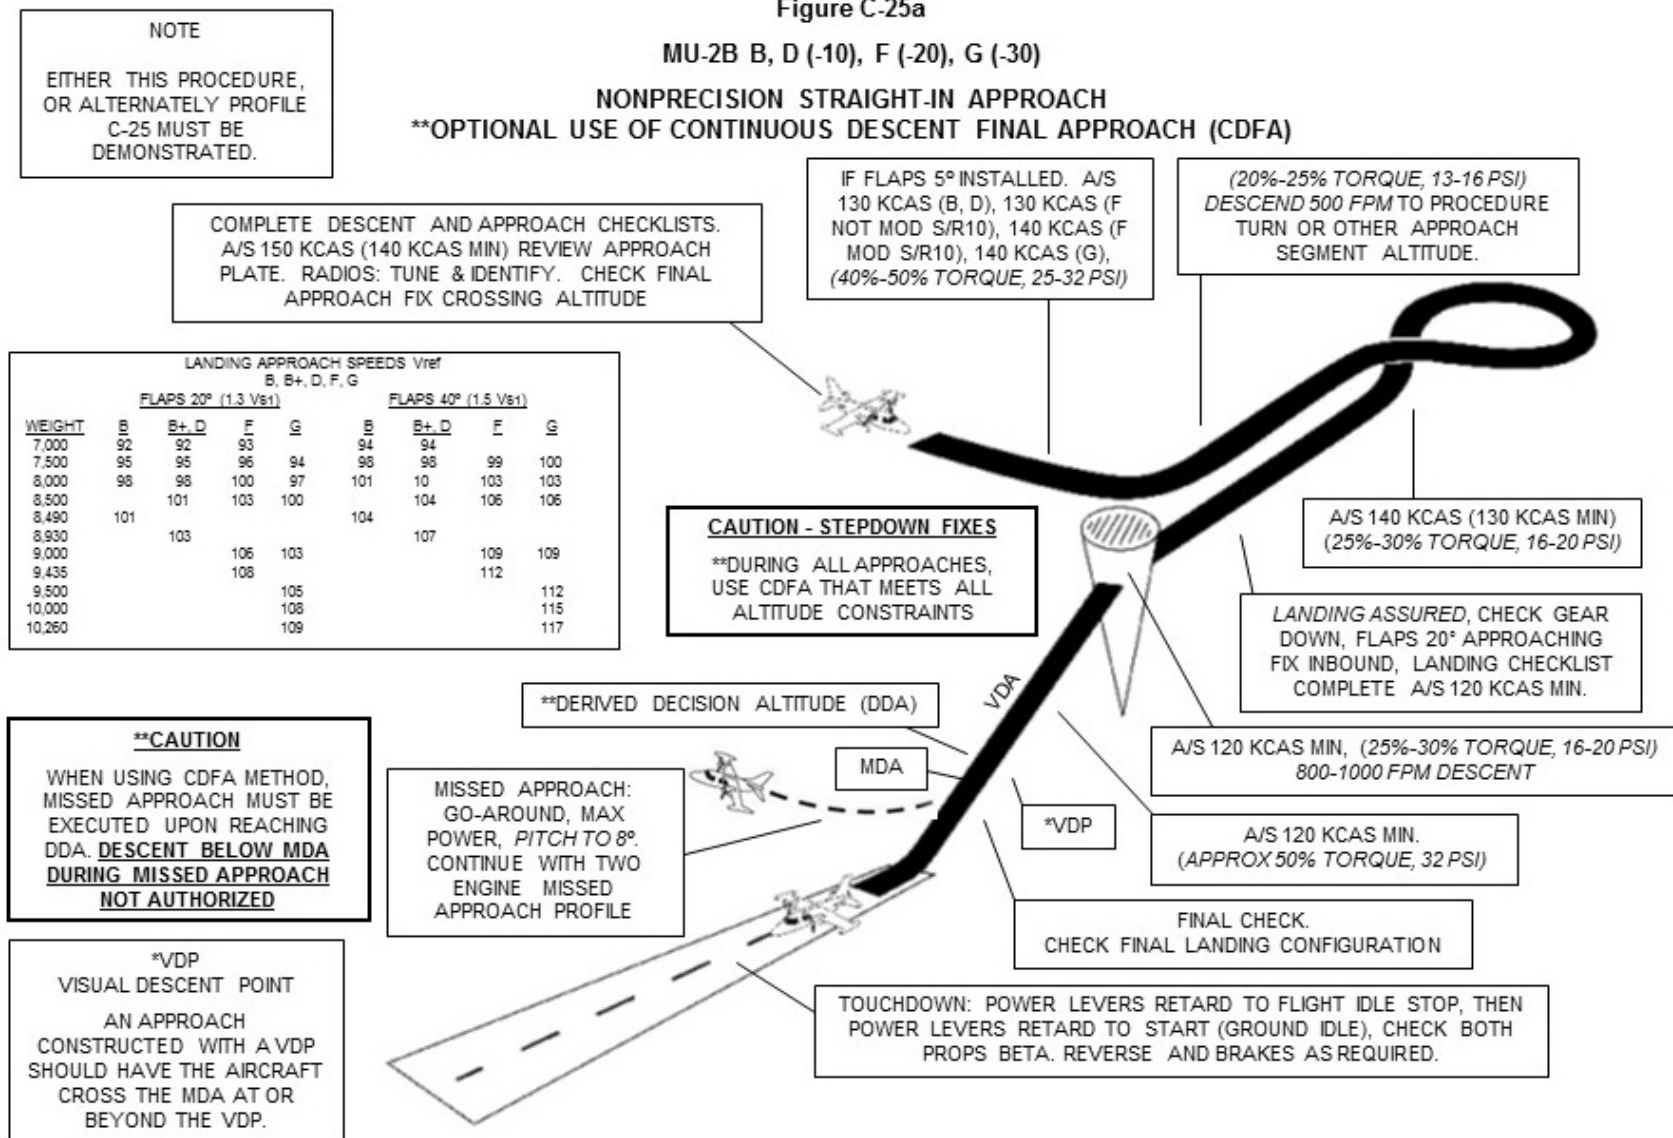 Figure C-25a
MU-2B B, D (-10), F (-20), G (-30)
NONPRECISION STRAIGHT-IN APPROACH
**OPTIONAL USE OF CONTINUOUS DESCENT FINAL APPROACH (CDFA)
NOTE
EITHER THIS PROCEDURE,
OR ALTERNATELY PROFILE
C-25 MUST BE
DEMONSTRATED.
COMPLETE DESCENT AND APPROACH CHECKLISTS.
A/S 150 KCAS (140 KCAS MIN) REVIEW APPROACH
PLATE. RADIOS: TUNE & IDENTIFY. CHECK FINAL
APPROACH FIX CROSSING ALTITUDE
IF FLAPS 5º INSTALLED. A/S
130 KCAS (B, D), 130 KCAS (F
NOT MOD S/R10), 140 KCAS (F
MOD S/R10), 140 KCAS (G),
(40%-50% TORQUE, 25-32 PSI)
(20%-25% TORQUE, 13-16 PSI)
DESCEND 500 FPM TO PROCEDURE
TURN OR OTHER APPROACH
SEGMENT ALTITUDE.
LANDING APPROACH SPEEDS Vref
B, B+, D, F, G
FLAPS 20º (1.3 Vs1) FLAPS 40º (1.5 Vs1)
WEIGHT B B+, D F G B B+, D F G
7,000 92 92 93 94 94
7,500 95 95 96 94 98 98 99 100
8,000 98 98 100 97 101 10 103 103
8,500 101 103 100 104 106 106
8,490 101 104
8,930 103 107
9,000 106 103 109 109
9,435 108 112
9,500 105 112
10,000 108 115
10,260 109 117
CAUTION - STEPDOWN FIXES
**DURING ALL APPROACHES,
USE CDFA THAT MEETS ALL
ALTITUDE CONSTRAINTS
A/S 140 KCAS (130 KCAS MIN)
(25%-30% TORQUE, 16-20 PSI)
LANDING ASSURED, CHECK GEAR
DOWN, FLAPS 20° APPROACHING
FIX INBOUND, LANDING CHECKLIST
COMPLETE A/S 120 KCAS MIN.
VDA
**DERIVED DECISION ALTITUDE (DDA)
A/S 120 KCAS MIN, (25%-30% TORQUE, 16-20 PSI)
800-1000 FPM DESCENT
MDA
*VDP
A/S 120 KCAS MIN.
(APPROX 50% TORQUE, 32 PSI)
**CAUTION
WHEN USING CDFA METHOD,
MISSED APPROACH MUST BE
EXECUTED UPON REACHING
DDA. DESCENT BELOW MDA
DURING MISSED APPROACH
NOT AUTHORIZED
MISSED APPROACH:
GO-AROUND, MAX
POWER, PITCH TO 8º.
CONTINUE WITH TWO
ENGINE MISSED
APPROACH PROFILE
FINAL CHECK.
CHECK FINAL LANDING CONFIGURATION
*VDP
VISUAL DESCENT POINT
AN APPROACH
CONSTRUCTED WITH A VDP
SHOULD HAVE THE AIRCRAFT
CROSS THE MDA AT OR
BEYOND THE VDP.
TOUCHDOWN: POWER LEVERS RETARD TO FLIGHT IDLE STOP, THEN
POWER LEVERS RETARD TO START (GROUND IDLE), CHECK BOTH
PROPS BETA. REVERSE AND BRAKES AS REQUIRED.